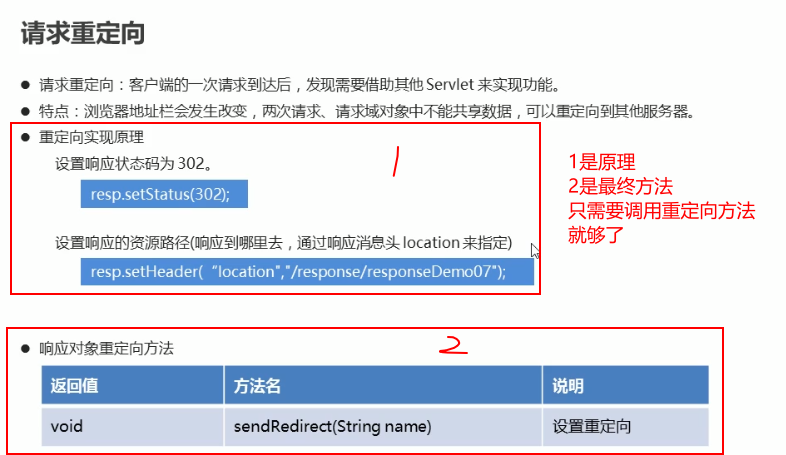 请求重定向
● 请求重定向：客户端的一次请求到达后，发现需要借助其他 Servlet 来实现功能。
● 特点：浏览器地址栏会发生改变，两次请求、请求域对象中不能共享数据，可以重定向到其他服务器。
● 重定向实现原理
1
设置响应状态码为 302。
resp.setStatus(302);
设置响应的资源路径(响应到哪里去，通过响应消息头 location 来指定)
resp.setHeader(“location","/response/responseDemo07");
1是原理
2是最终方法
只需要调用重定向方法
就够了
● 响应对象重定向方法
2
返回值 方法名 说明
void sendRedirect(String name) 设置重定向